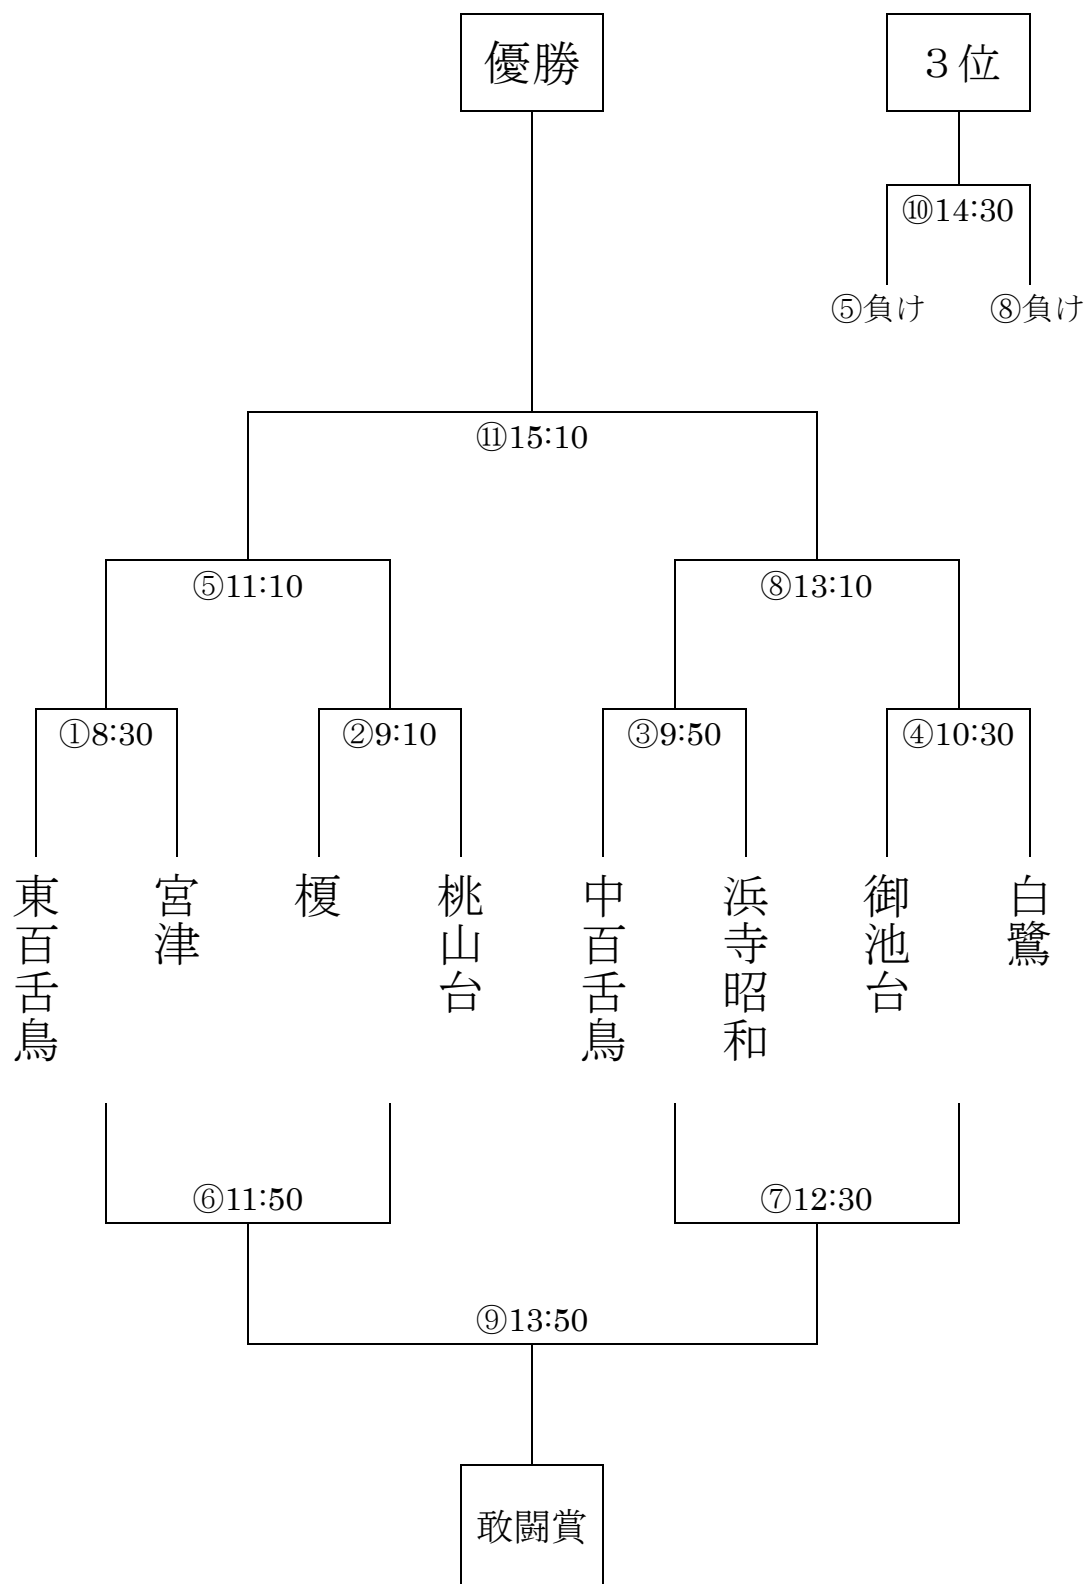 優勝
３位
⑩14:30
⑤負け
⑧負け
⑪15:10
⑤11:10
⑧13:10
①8:30
②9:10
③9:50
④10:30
東百舌鳥
宮津
榎
桃山台
中百舌鳥
浜寺昭和
御池台
白鷺
⑥11:50
⑦12:30
⑨13:50
敢闘賞